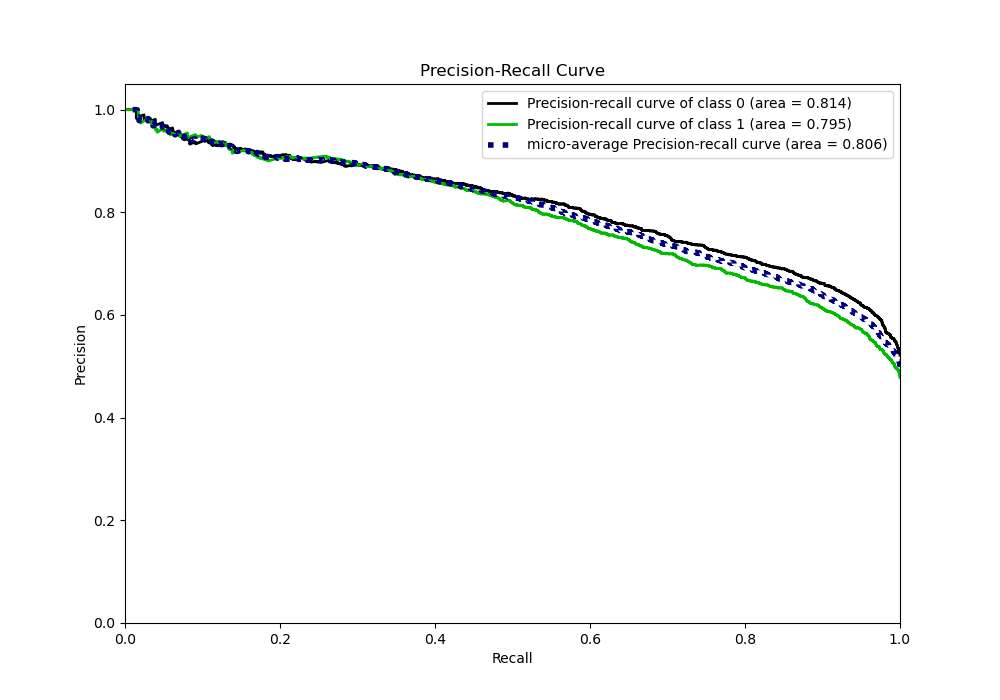 Precision-Recall Curve
Precision-recall curve of class 0 (area = 0.814)
Precision-recall curve of class 1 (area = 0.795)
micro-average Precision-recall curve (area = 0.806)
Precision
1.0
0.8
0.6
0.4
0.2
0.0
0.0 0.2 0.4 0.6 0.8 1.0
Recall